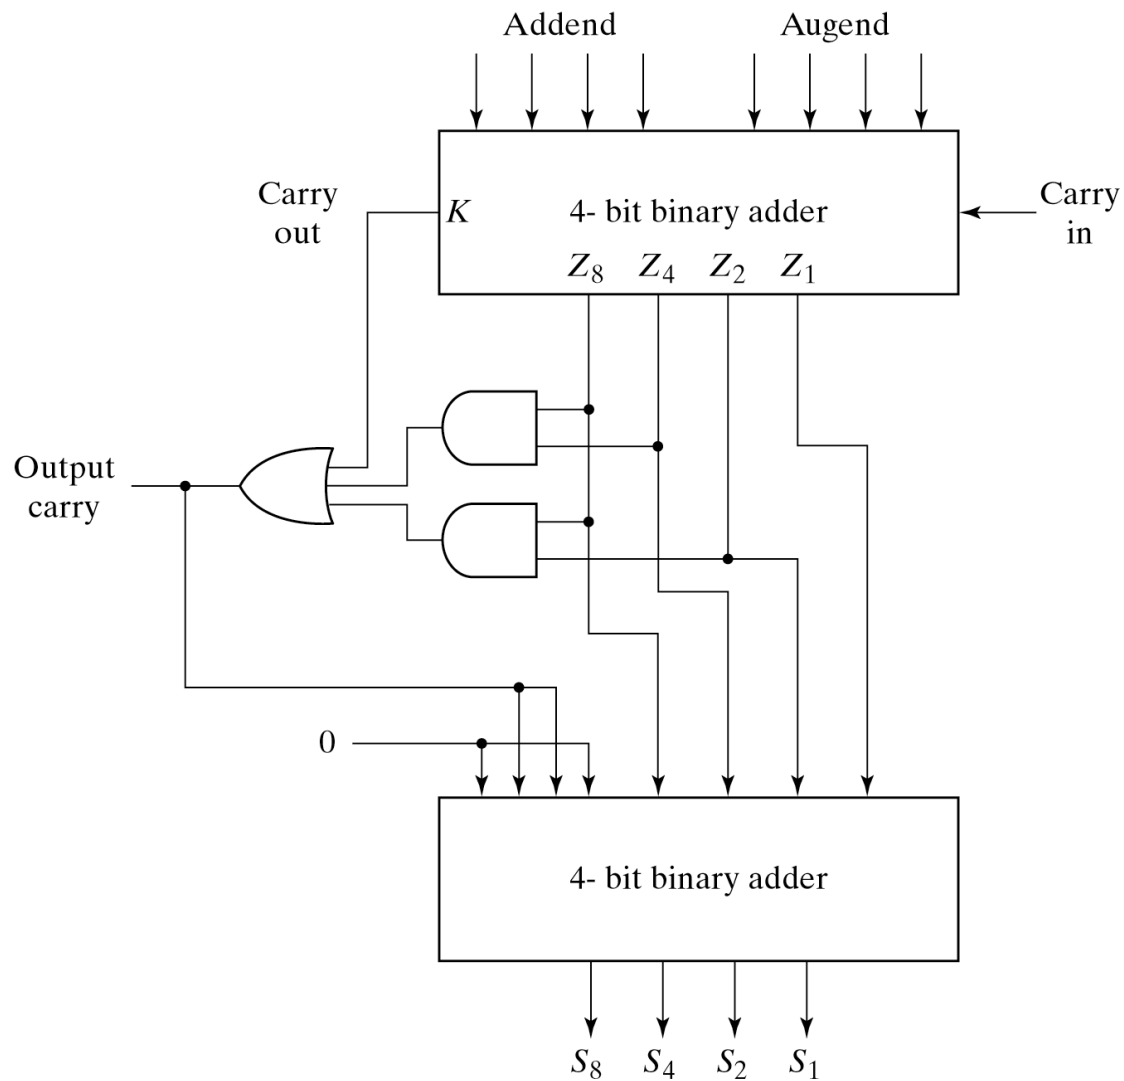 Addend
Augend
Carry
out
K
4- bit binary adder
Carry
in
Z8 Z4 Z2 Z1
Output
carry
0
4- bit binary adder
S8 S4 S2 S1